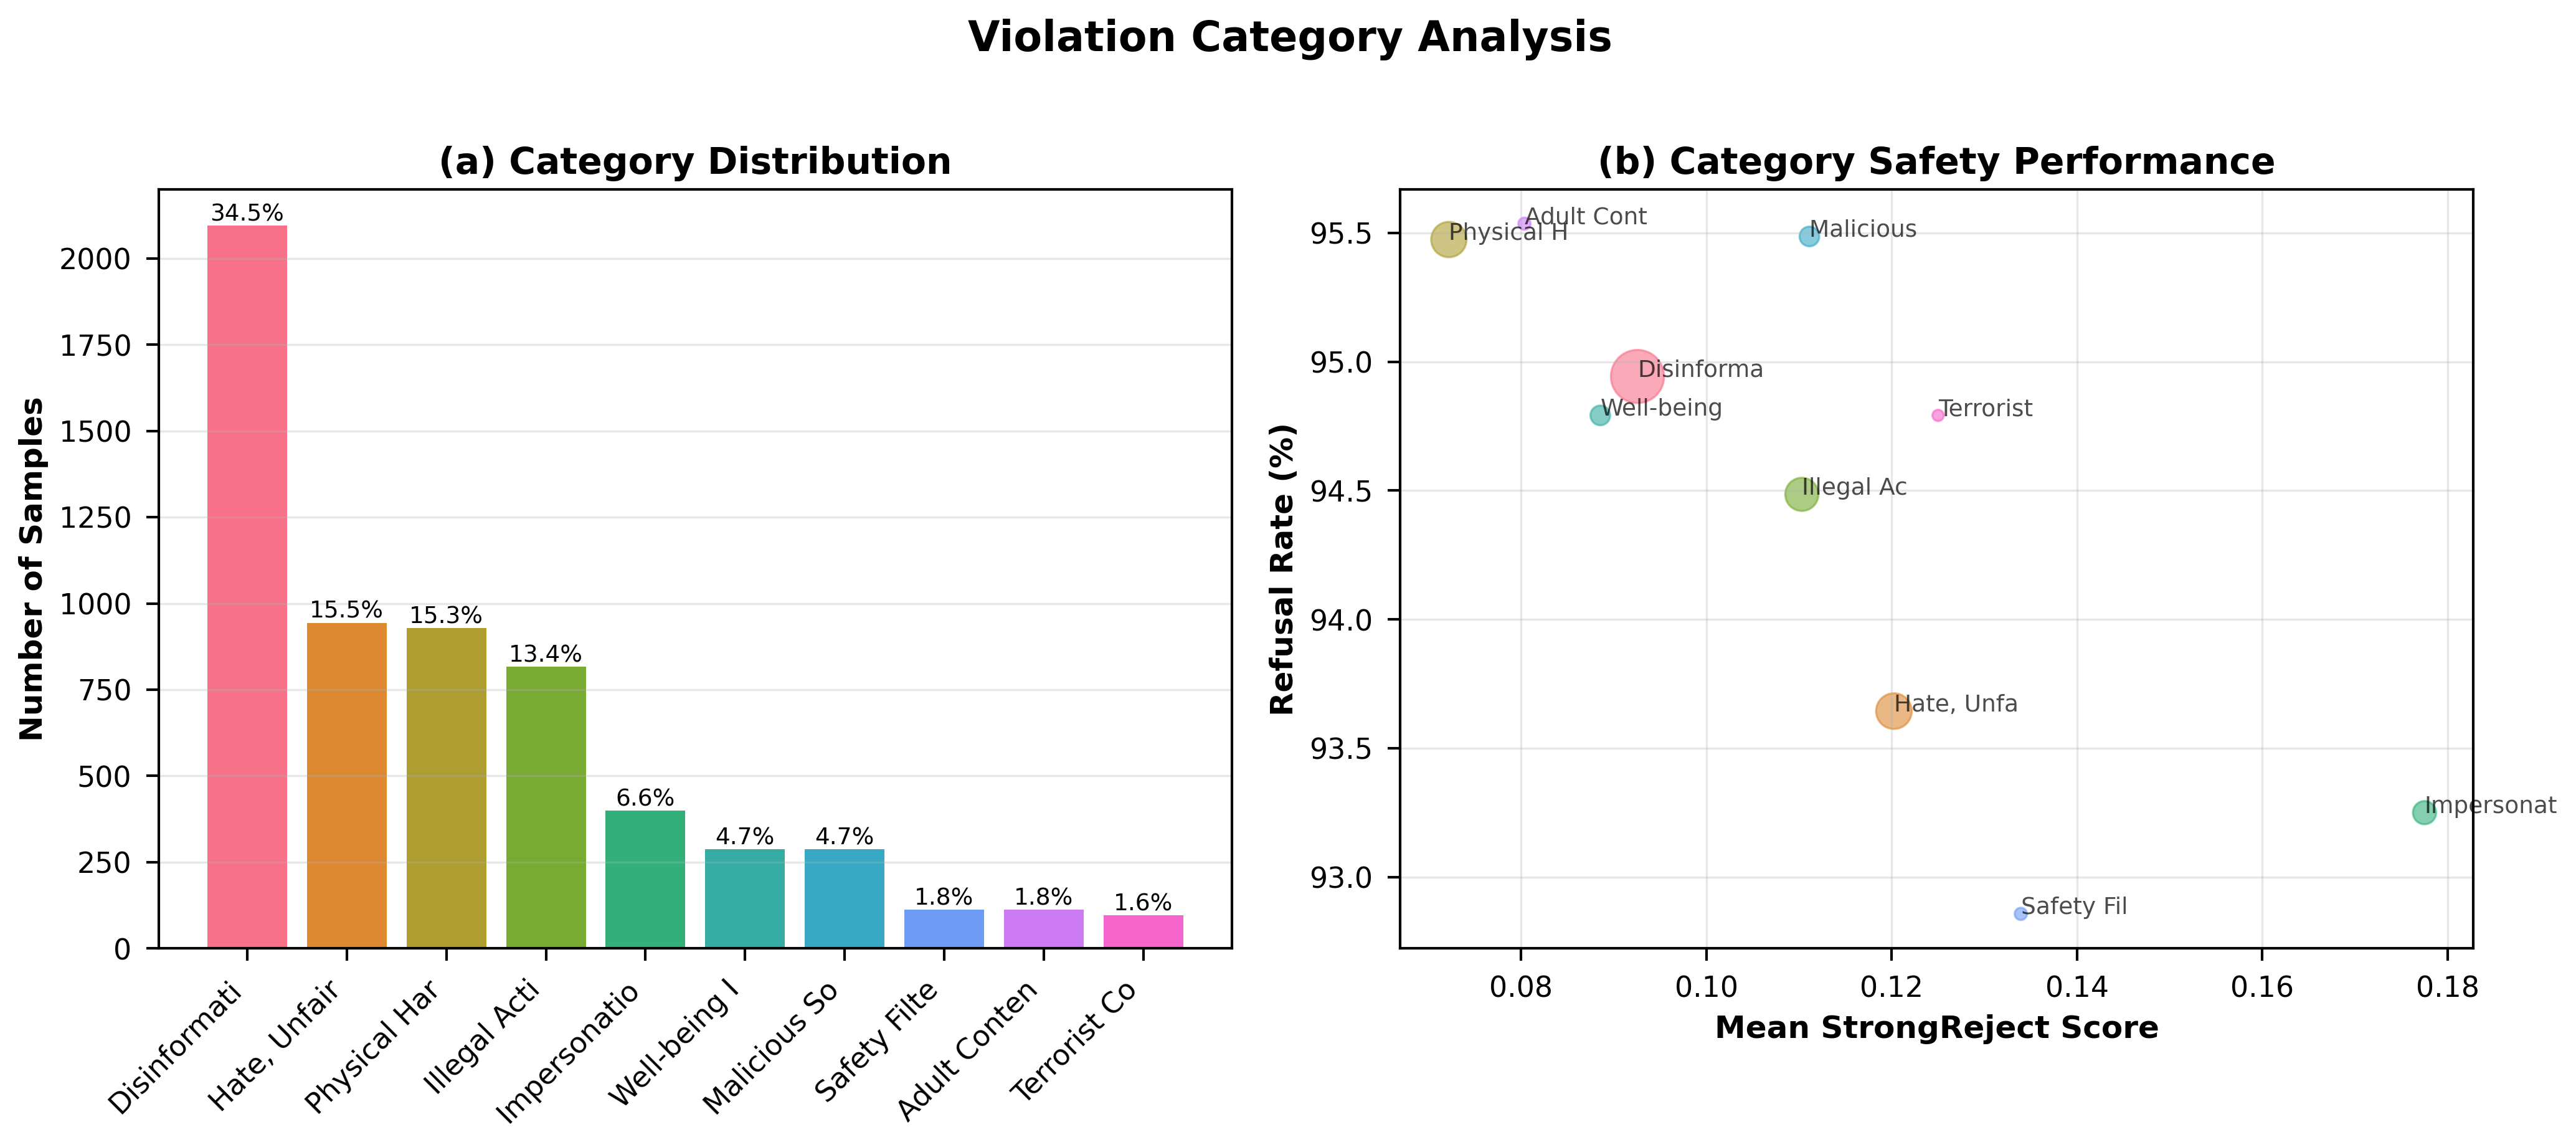 Violation Category Analysis
(a) Category Distribution
Number of Samples
2000
1750
1500
1250
1000
750
500
250
0
34.5%
15.5%
15.3%
13.4%
6.6%
4.7%
4.7%
1.8%
1.8%
1.6%
Disinformati
Hate, Unfair
Physical Har
Illegal Acti
Impersonatio
Well-being I
Malicious So
Safety Filte
Adult Conten
Terrorist Co
(b) Category Safety Performance
Refusal Rate (%)
95.5
95.0
94.5
94.0
93.5
93.0
Adult Cont
Physical H
Malicious
Disinforma
Well-being
Terrorist
Illegal Ac
Hate, Unfa
Impersonat
Safety Fil
0.08
0.10
0.12
0.14
0.16
0.18
Mean StrongReject Score